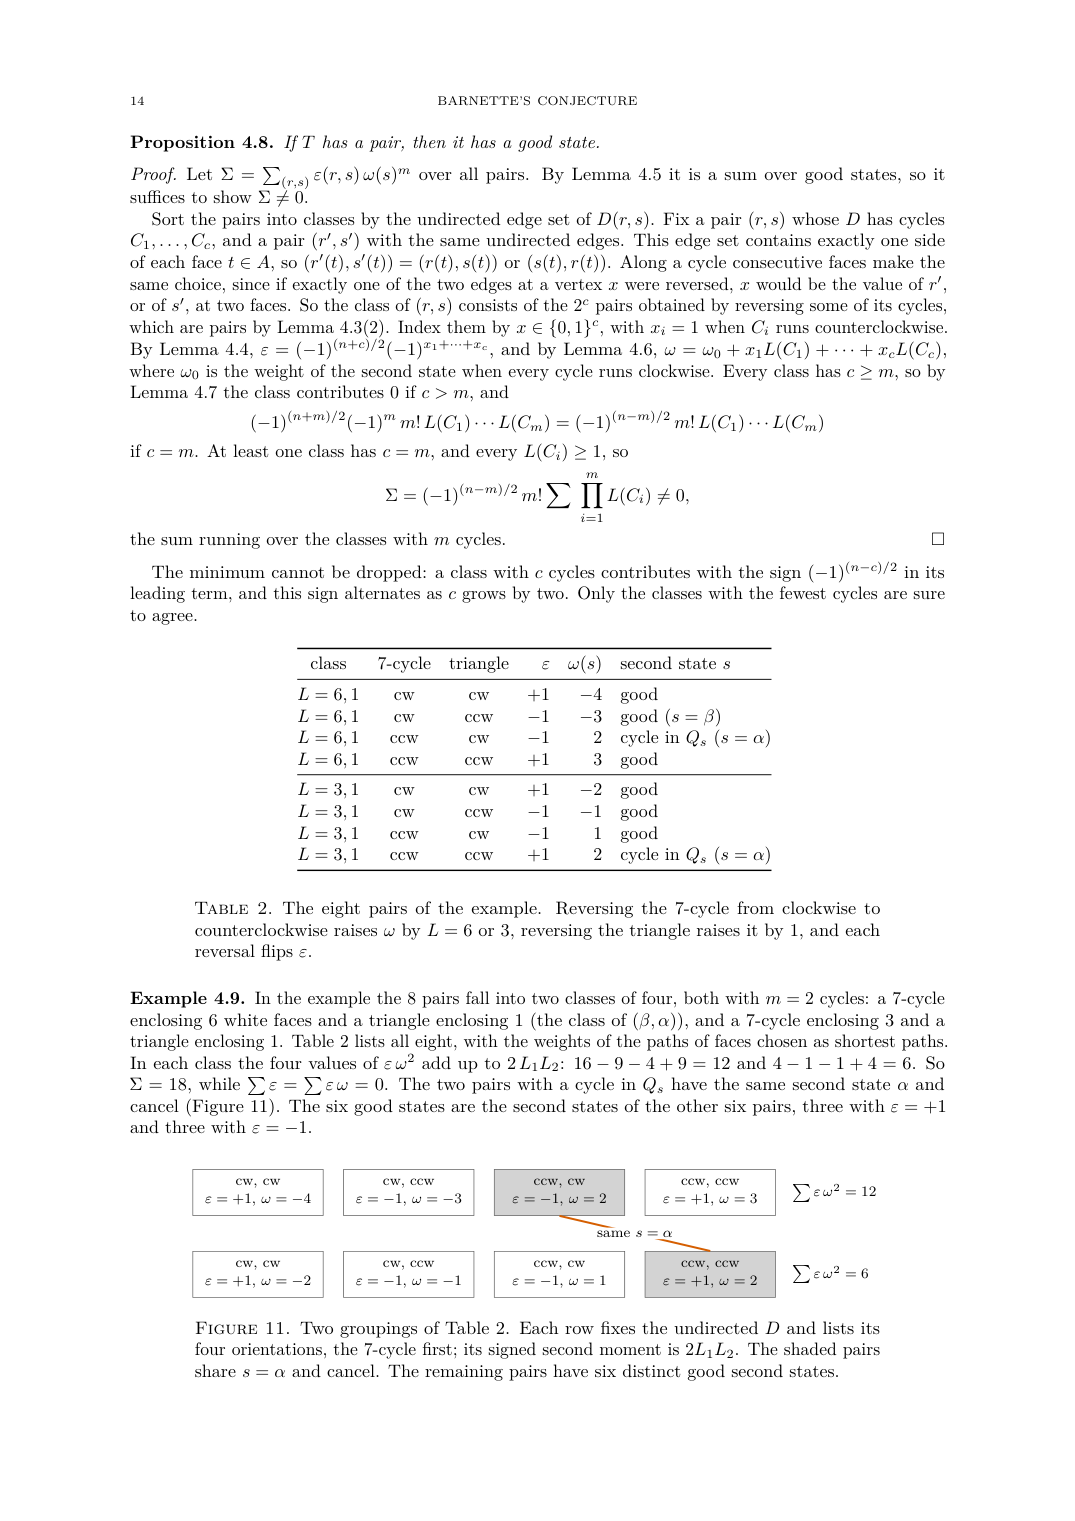 14 BARNETTE'S CONJECTURE
Proposition 4.8. If T has a pair, then it has a good state.
Proof. Let Σ = ∑_{(r,s)} ε(r, s) ω(s)^m over all pairs. By Lemma 4.5 it is a sum over good states, so it
suffices to show Σ ≠ 0.
Sort the pairs into classes by the undirected edge set of D(r, s). Fix a pair (r, s) whose D has cycles
C_1, . . . , C_c, and a pair (r′, s′) with the same undirected edges. This edge set contains exactly one side
of each face t ∈ A, so (r′(t), s′(t)) = (r(t), s(t)) or (s(t), r(t)). Along a cycle consecutive faces make the
same choice, since if exactly one of the two edges at a vertex x were reversed, x would be the value of r′,
or of s′, at two faces. So the class of (r, s) consists of the 2^c pairs obtained by reversing some of its cycles,
which are pairs by Lemma 4.3(2). Index them by x ∈ {0, 1}^c, with x_i = 1 when C_i runs counterclockwise.
By Lemma 4.4, ε = (−1)^{(n+c)/2}(−1)^{x_1+···+x_c}, and by Lemma 4.6, ω = ω_0 + x_1L(C_1) + · · · + x_cL(C_c),
where ω_0 is the weight of the second state when every cycle runs clockwise. Every class has c ≥ m, so by
Lemma 4.7 the class contributes 0 if c > m, and
(−1)^{(n+m)/2}(−1)^m m! L(C_1) · · · L(C_m) = (−1)^{(n−m)/2} m! L(C_1) · · · L(C_m)
if c = m. At least one class has c = m, and every L(C_i) ≥ 1, so
Σ = (−1)^{(n−m)/2} m! ∑ ∏_{i=1}^{m} L(C_i) ≠ 0,
the sum running over the classes with m cycles. □
The minimum cannot be dropped: a class with c cycles contributes with the sign (−1)^{(n−c)/2} in its
leading term, and this sign alternates as c grows by two. Only the classes with the fewest cycles are sure
to agree.
class 7-cycle triangle ε ω(s) second state s
L = 6, 1 cw cw +1 −4 good
L = 6, 1 cw ccw −1 −3 good (s = β)
L = 6, 1 ccw cw −1 2 cycle in Q_s (s = α)
L = 6, 1 ccw ccw +1 3 good
L = 3, 1 cw cw +1 −2 good
L = 3, 1 cw ccw −1 −1 good
L = 3, 1 ccw cw −1 1 good
L = 3, 1 ccw ccw +1 2 cycle in Q_s (s = α)
TABLE 2. The eight pairs of the example. Reversing the 7-cycle from clockwise to
counterclockwise raises ω by L = 6 or 3, reversing the triangle raises it by 1, and each
reversal flips ε.
Example 4.9. In the example the 8 pairs fall into two classes of four, both with m = 2 cycles: a 7-cycle
enclosing 6 white faces and a triangle enclosing 1 (the class of (β, α)), and a 7-cycle enclosing 3 and a
triangle enclosing 1. Table 2 lists all eight, with the weights of the paths of faces chosen as shortest paths.
In each class the four values of ε ω^2 add up to 2 L_1L_2: 16 − 9 − 4 + 9 = 12 and 4 − 1 − 1 + 4 = 6. So
Σ = 18, while ∑ ε = ∑ ε ω = 0. The two pairs with a cycle in Q_s have the same second state α and
cancel (Figure 11). The six good states are the second states of the other six pairs, three with ε = +1
and three with ε = −1.
cw, cw
ε = +1, ω = −4
cw, ccw
ε = −1, ω = −3
ccw, cw
ε = −1, ω = 2
ccw, ccw
ε = +1, ω = 3
∑ ε ω^2 = 12
same s = α
cw, cw
ε = +1, ω = −2
cw, ccw
ε = −1, ω = −1
ccw, cw
ε = −1, ω = 1
ccw, ccw
ε = +1, ω = 2
∑ ε ω^2 = 6
FIGURE 11. Two groupings of Table 2. Each row fixes the undirected D and lists its
four orientations, the 7-cycle first; its signed second moment is 2L_1L_2. The shaded pairs
share s = α and cancel. The remaining pairs have six distinct good second states.